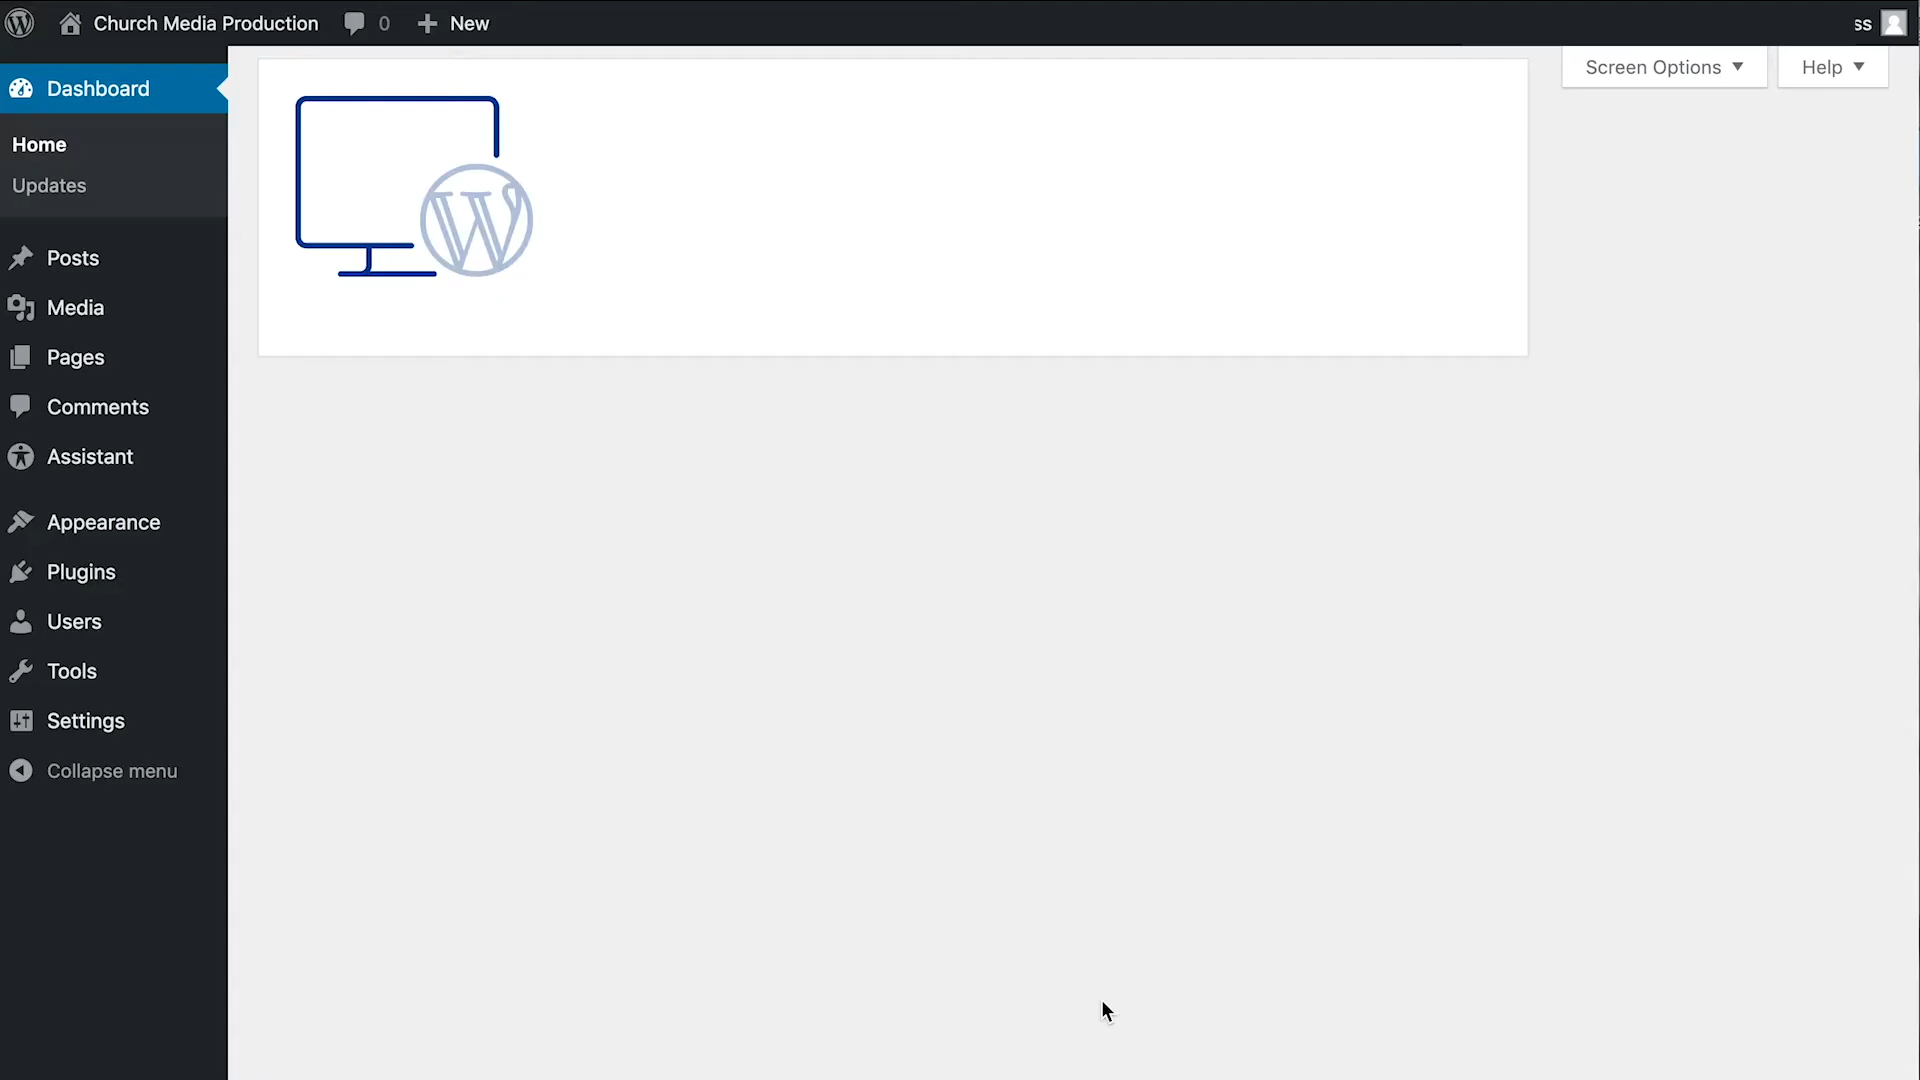 Church Media Production
0
New
ss
Screen Options
Help
Dashboard
Home
Updates
Posts
Media
Pages
Comments
Assistant
Appearance
Plugins
Users
Tools
Settings
Collapse menu